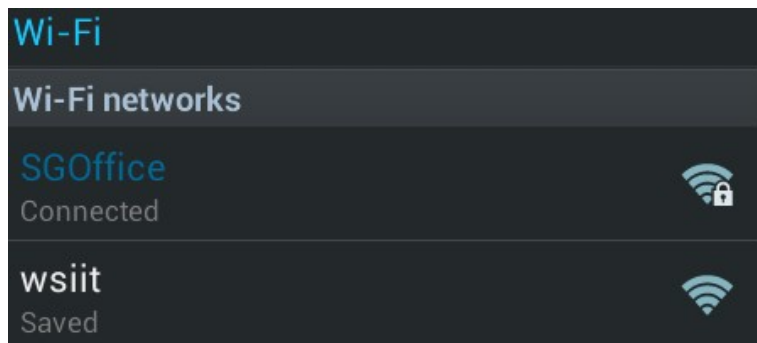 Wi-Fi
Wi-Fi networks
SGOffice
Connected
wsiit
Saved